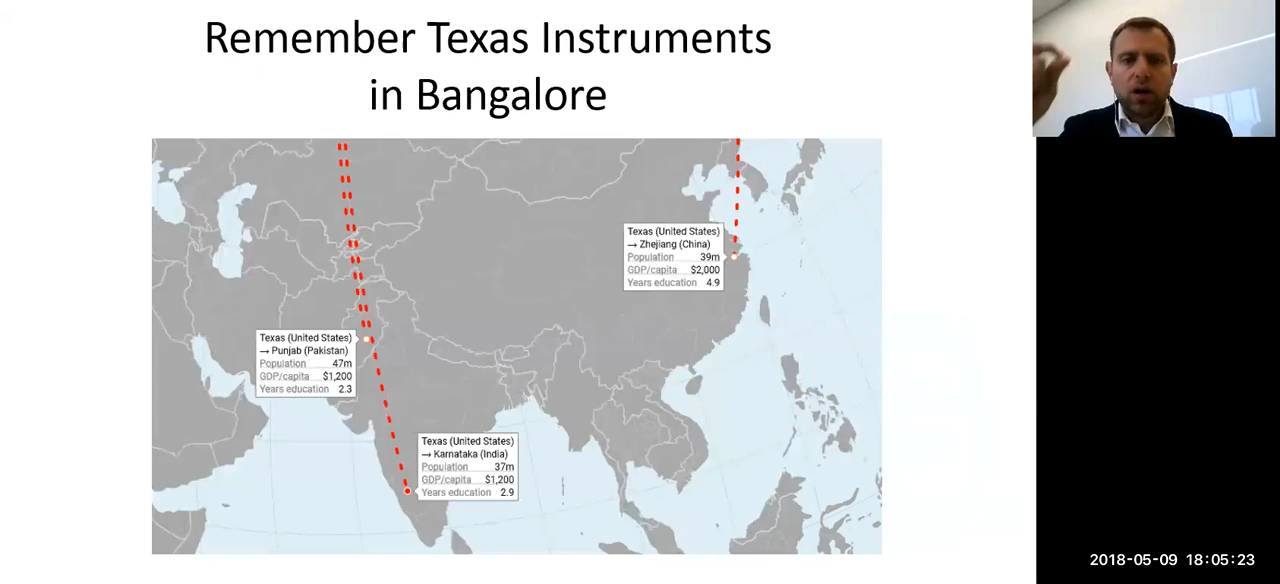 Remember Texas Instruments
in Bangalore
Texas (United States)
→ Zhejiang (China)
Population 39m
GDP/capita $2,000
Years education 4.9
Texas (United States)
→ Punjab (Pakistan)
Population 47m
GDP/capita $1,200
Years education 2.3
Texas (United States)
→ Karnataka (India)
Population 37m
GDP/capita $1,200
Years education 2.9
2018-05-09 18:05:23